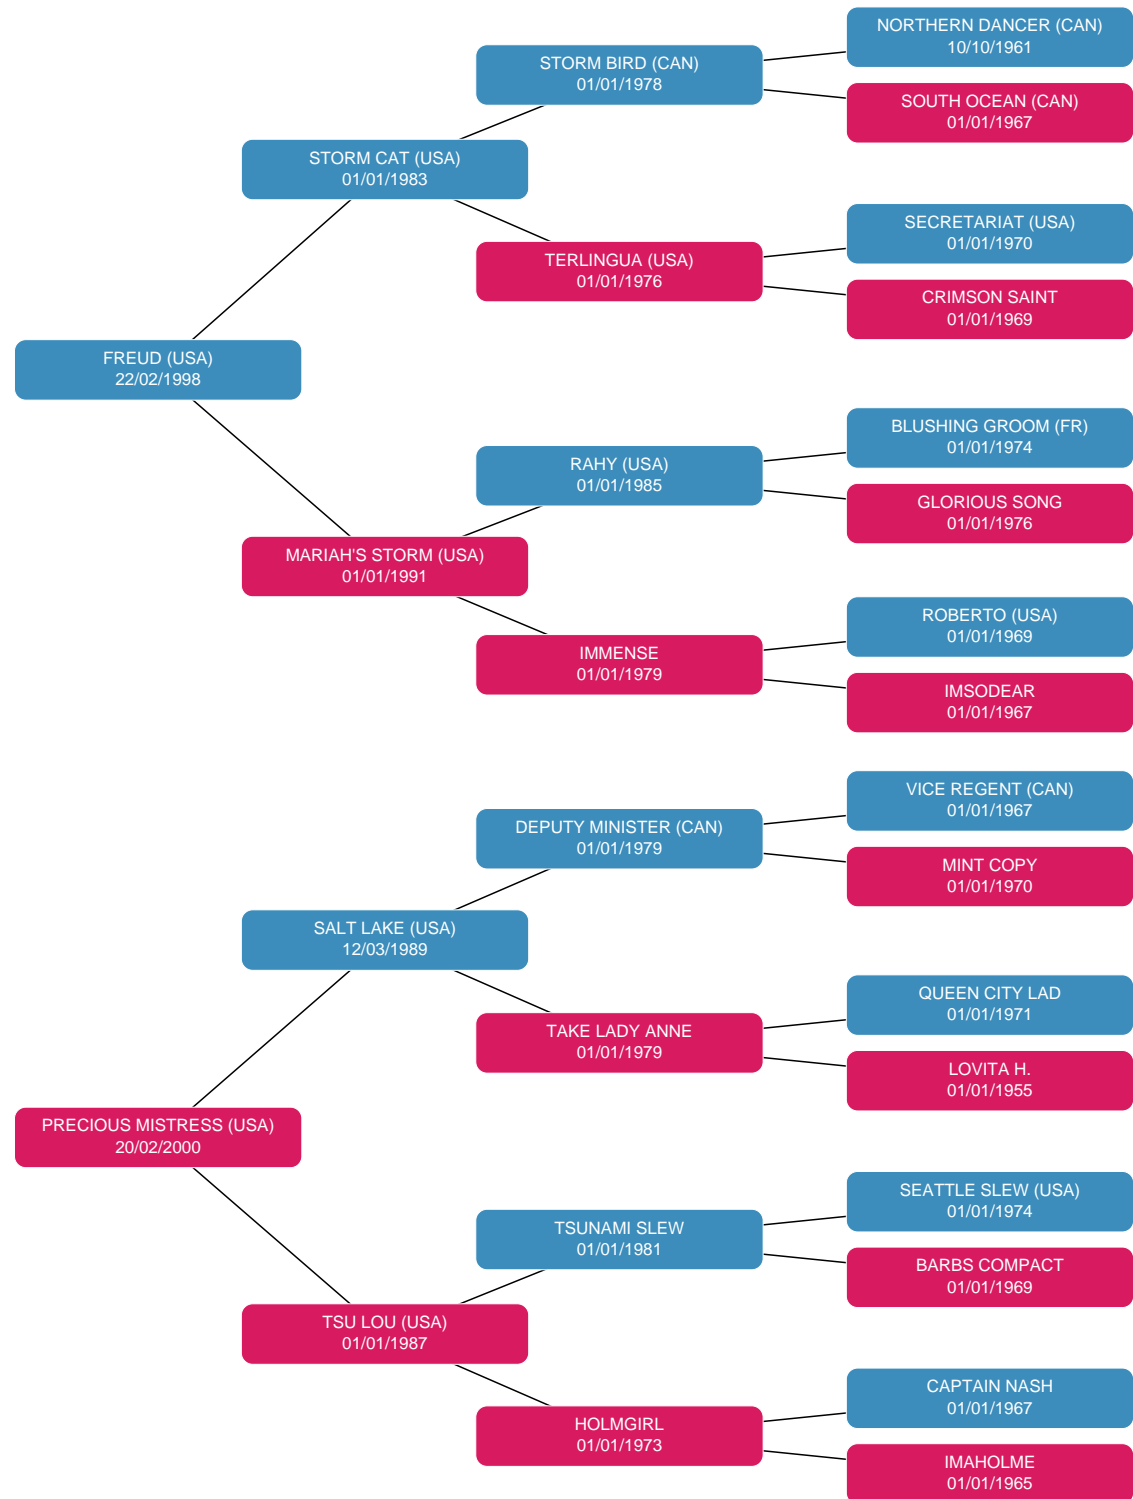 NORTHERN DANCER (CAN)
10/10/1961
STORM BIRD (CAN)
01/01/1978
SOUTH OCEAN (CAN)
01/01/1967
STORM CAT (USA)
01/01/1983
SECRETARIAT (USA)
01/01/1970
TERLINGUA (USA)
01/01/1976
CRIMSON SAINT
01/01/1969
FREUD (USA)
22/02/1998
BLUSHING GROOM (FR)
01/01/1974
RAHY (USA)
01/01/1985
GLORIOUS SONG
01/01/1976
MARIAH'S STORM (USA)
01/01/1991
ROBERTO (USA)
01/01/1969
IMMENSE
01/01/1979
IMSODEAR
01/01/1967
VICE REGENT (CAN)
01/01/1967
DEPUTY MINISTER (CAN)
01/01/1979
MINT COPY
01/01/1970
SALT LAKE (USA)
12/03/1989
QUEEN CITY LAD
01/01/1971
TAKE LADY ANNE
01/01/1979
LOVITA H.
01/01/1955
PRECIOUS MISTRESS (USA)
20/02/2000
SEATTLE SLEW (USA)
01/01/1974
TSUNAMI SLEW
01/01/1981
BARBS COMPACT
01/01/1969
TSU LOU (USA)
01/01/1987
CAPTAIN NASH
01/01/1967
HOLMGIRL
01/01/1973
IMAHOLME
01/01/1965